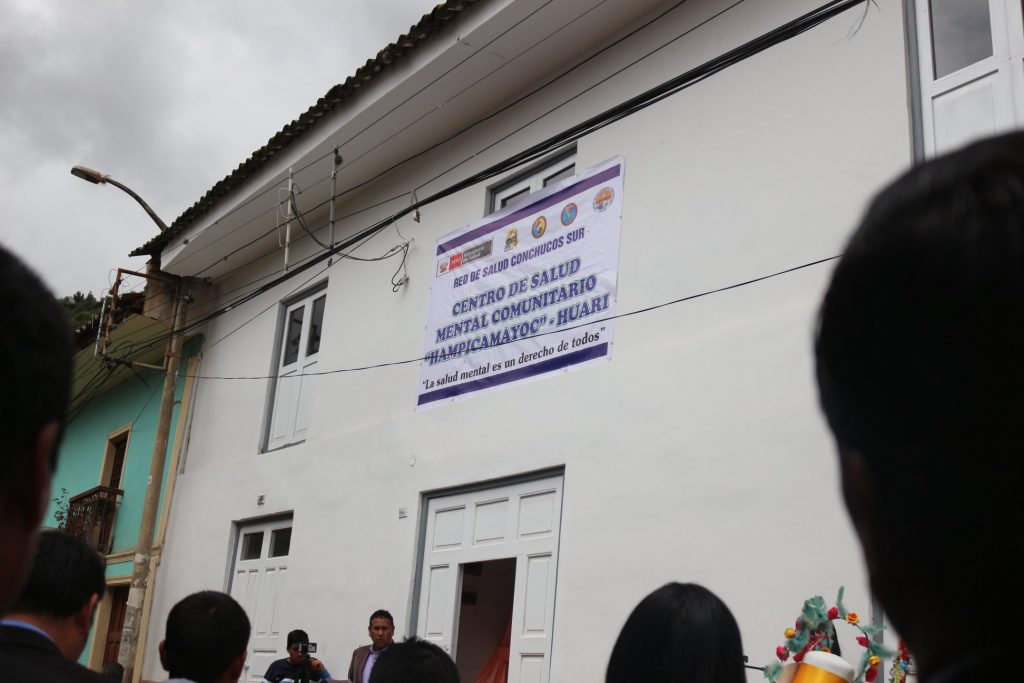 PERÚ
RED DE SALUD CONCHUCOS SUR
CENTRO DE SALUD
MENTAL COMUNITARIO
"HAMPICAMAYOC" - HUARI
"La salud mental es un derecho de todos"